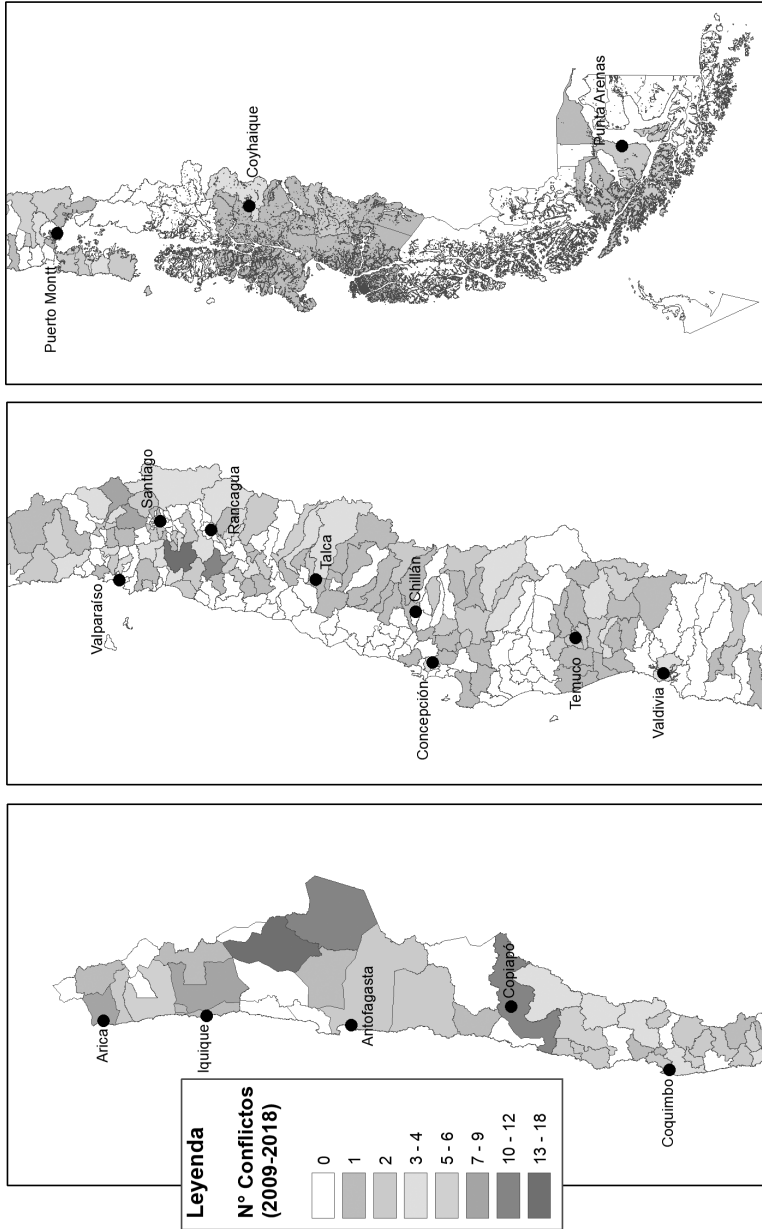 Arica
Iquique
Antofagasta
Copiapó
Coquimbo
Leyenda
N° Conflictos
(2009-2018)
0
1
2
3 - 4
5 - 6
7 - 9
10 - 12
13 - 18
Valparaíso
Santiago
Rancagua
Talca
Chillán
Concepción
Temuco
Valdivia
Puerto Montt
Coyhaique
Punta Arenas